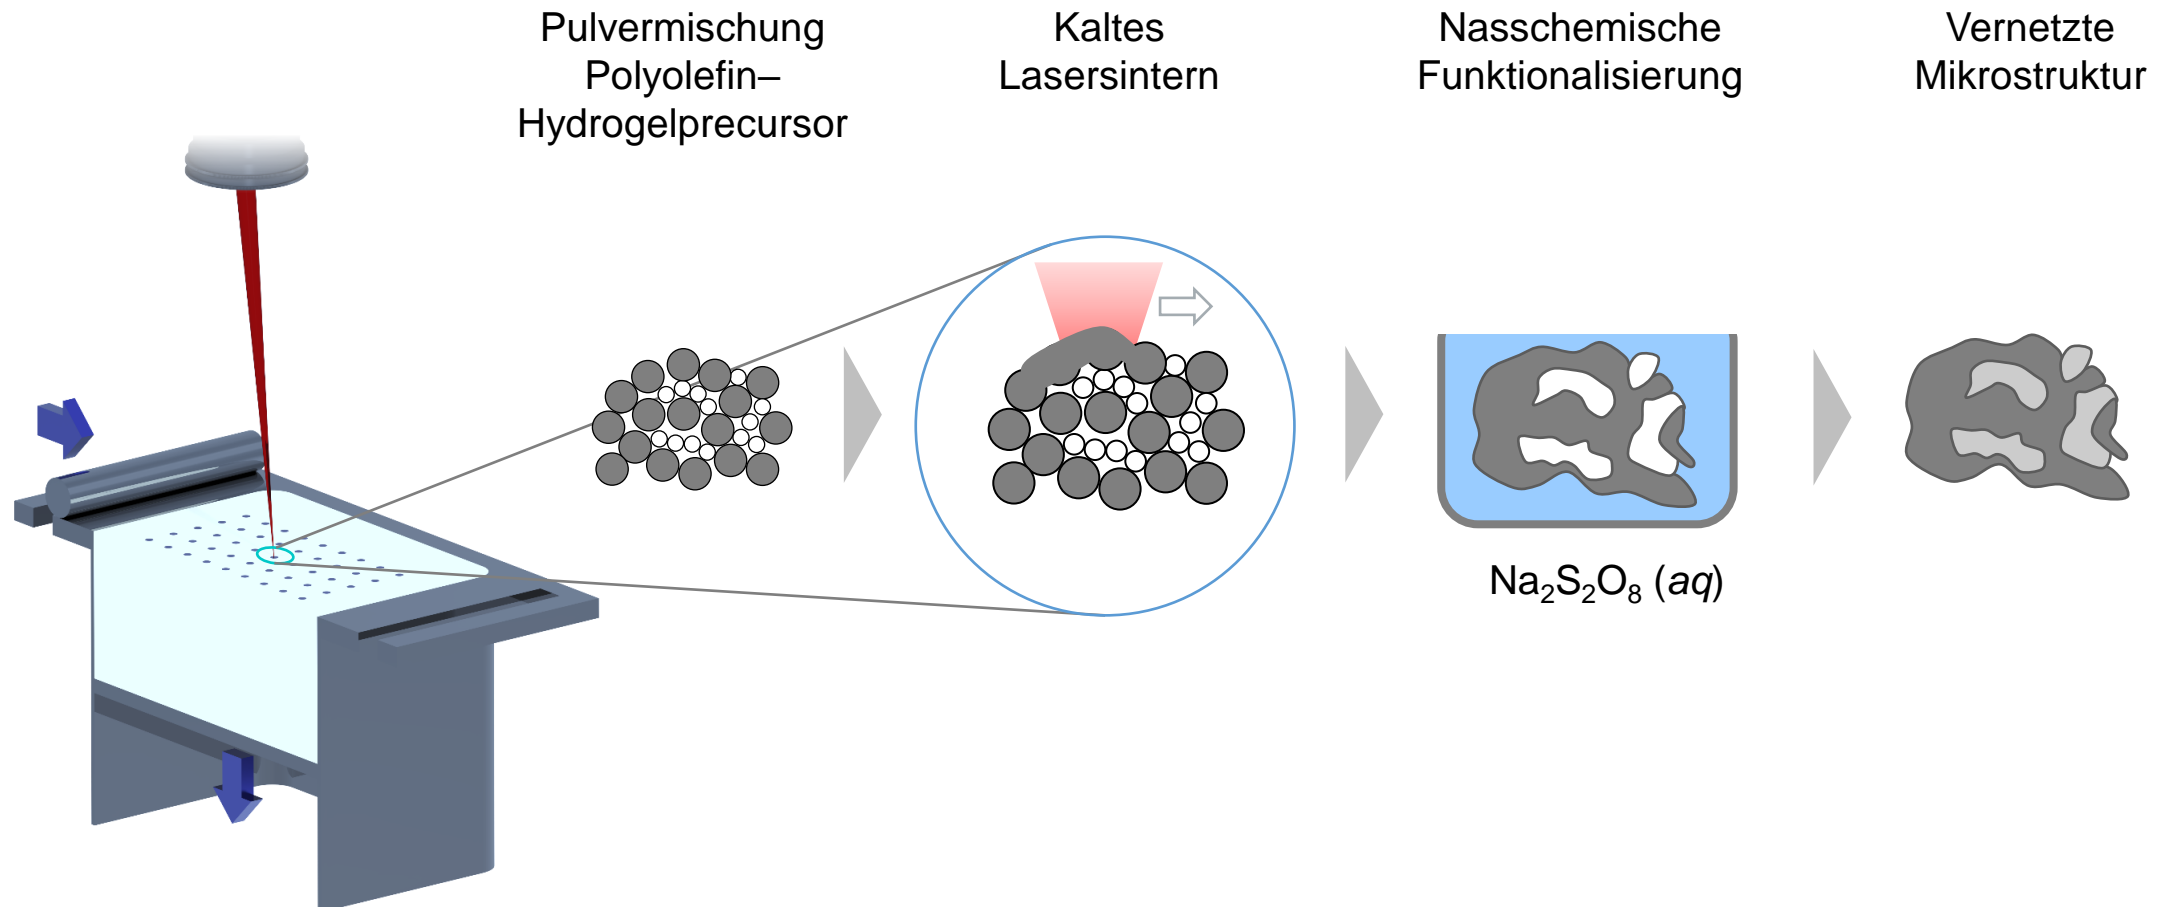 Pulvermischung
Polyolefin–
Hydrogelprecursor
Kaltes
Lasersintern
Nasschemische
Funktionalisierung
Vernetzte
Mikrostruktur
Na₂S₂O₈ (aq)